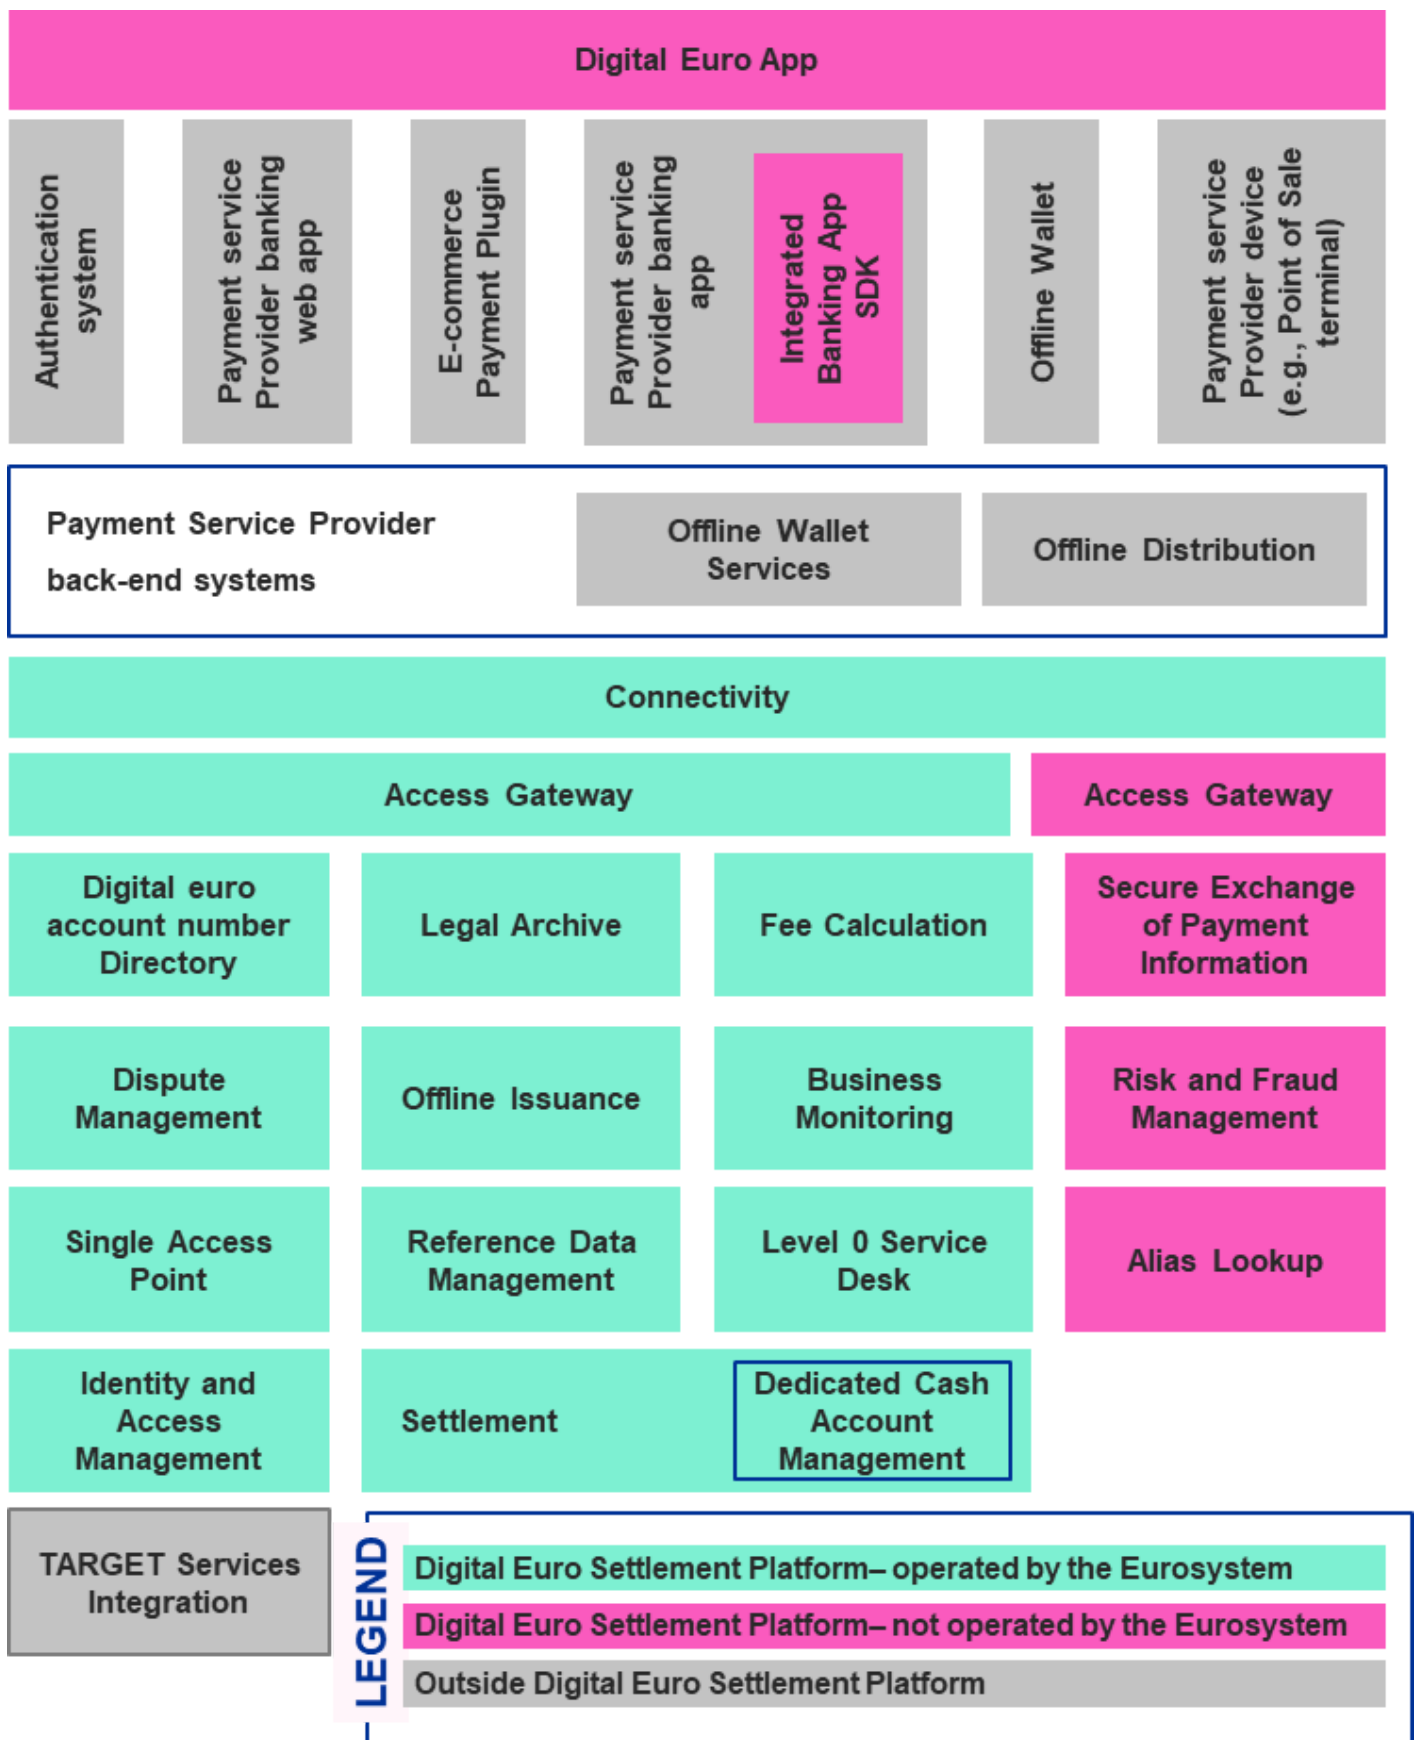 Digital Euro App
Authentication
system
Payment service
Provider banking
web app
E-commerce
Payment Plugin
Payment service
Provider banking
app
Integrated
Banking App
SDK
Offline Wallet
Payment service
Provider device
(e.g., Point of Sale
terminal)
Payment Service Provider
back-end systems
Offline Wallet
Services
Offline Distribution
Connectivity
Access Gateway
Access Gateway
Digital euro
account number
Directory
Legal Archive
Fee Calculation
Secure Exchange
of Payment
Information
Dispute
Management
Offline Issuance
Business
Monitoring
Risk and Fraud
Management
Single Access
Point
Reference Data
Management
Level 0 Service
Desk
Alias Lookup
Identity and
Access
Management
Settlement
Dedicated Cash
Account
Management
TARGET Services
Integration
LEGEND
Digital Euro Settlement Platform– operated by the Eurosystem
Digital Euro Settlement Platform– not operated by the Eurosystem
Outside Digital Euro Settlement Platform